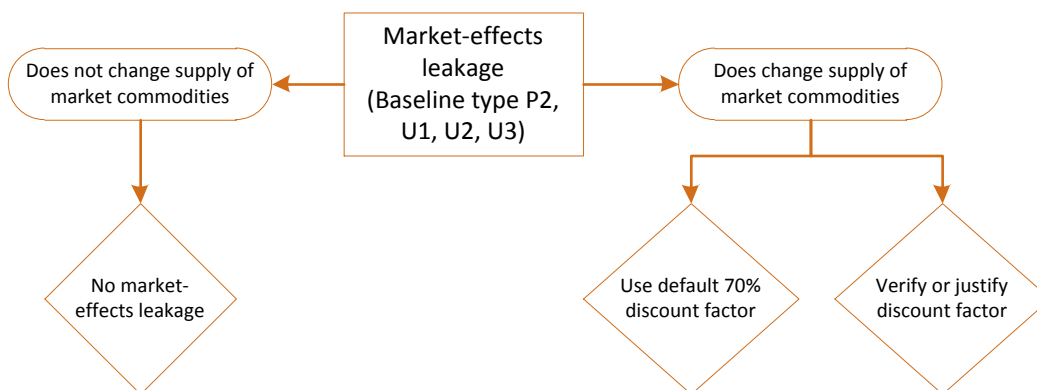 Market-effects
leakage
(Baseline type P2,
U1, U2, U3)
Does not change supply of
market commodities
Does change supply of
market commodities
No market-
effects leakage
Use default 70%
discount factor
Verify or justify
discount factor